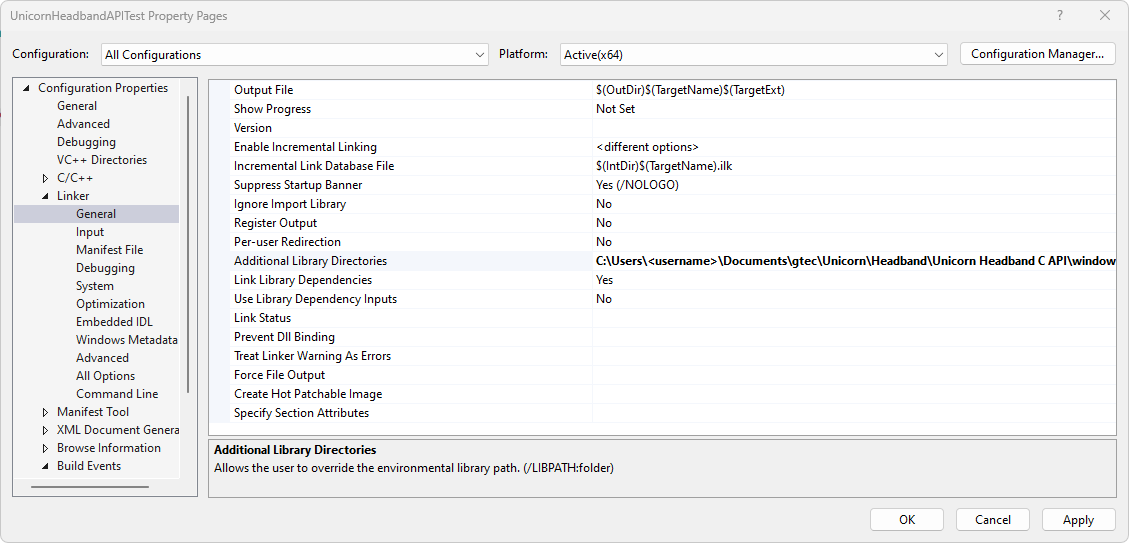 UnicornHeadbandAPITest Property Pages
Configuration: All Configurations Platform: Active(x64) Configuration Manager...
Configuration Properties
General
Advanced
Debugging
VC++ Directories
C/C++
Linker
General
Input
Manifest File
Debugging
System
Optimization
Embedded IDL
Windows Metadata
Advanced
All Options
Command Line
Manifest Tool
XML Document Genera
Browse Information
Build Events
Output File $(OutDir)$(TargetName)$(TargetExt)
Show Progress Not Set
Version
Enable Incremental Linking <different options>
Incremental Link Database File $(IntDir)$(TargetName).ilk
Suppress Startup Banner Yes (/NOLOGO)
Ignore Import Library No
Register Output No
Per-user Redirection No
Additional Library Directories C:\Users\<username>\Documents\gtec\Unicorn\Headband\Unicorn Headband C API\window
Link Library Dependencies Yes
Use Library Dependency Inputs No
Link Status
Prevent Dll Binding
Treat Linker Warning As Errors
Force File Output
Create Hot Patchable Image
Specify Section Attributes
Additional Library Directories
Allows the user to override the environmental library path. (/LIBPATH:folder)
OK Cancel Apply